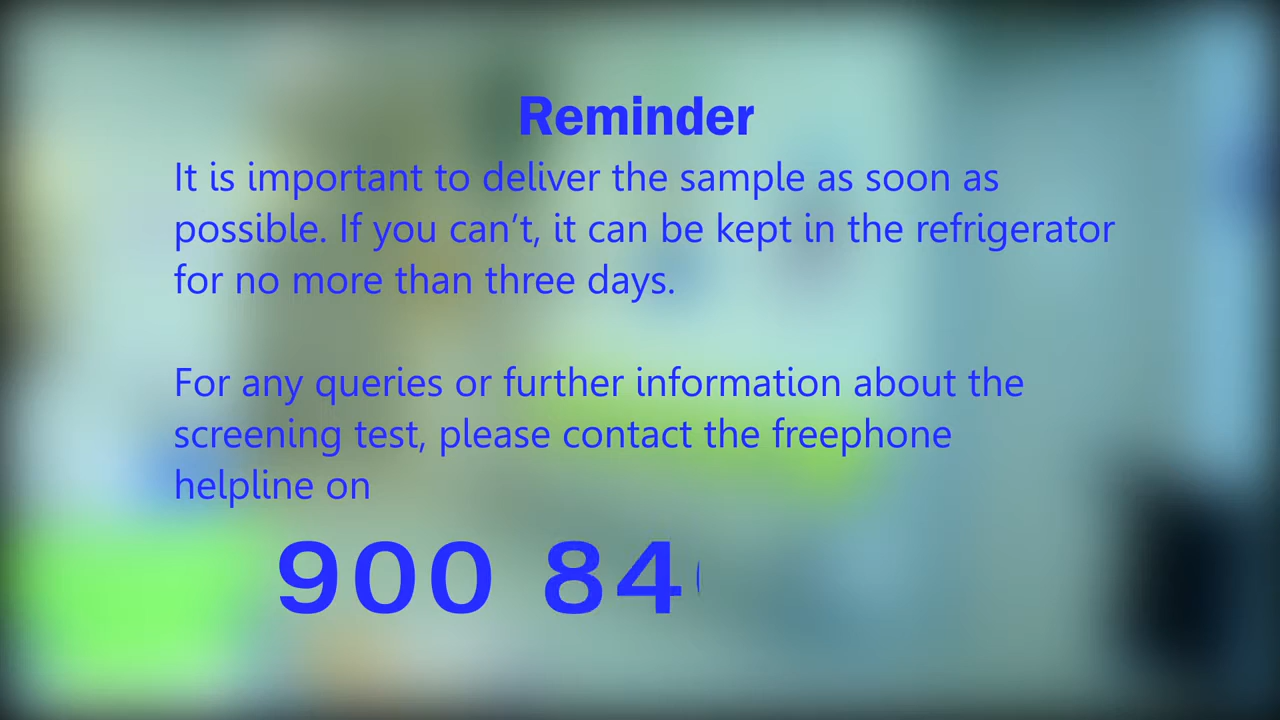 Reminder
It is important to deliver the sample as soon as
possible. If you can’t, it can be kept in the refrigerator
for no more than three days.
For any queries or further information about the
screening test, please contact the freephone
helpline on
900 84